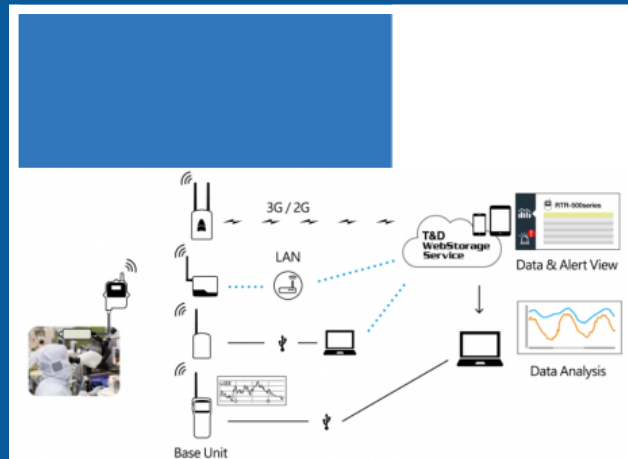 3G / 2G
T&D
WebStorage
Service
RTR-500series
Data & Alert View
LAN
Data Analysis
Base Unit